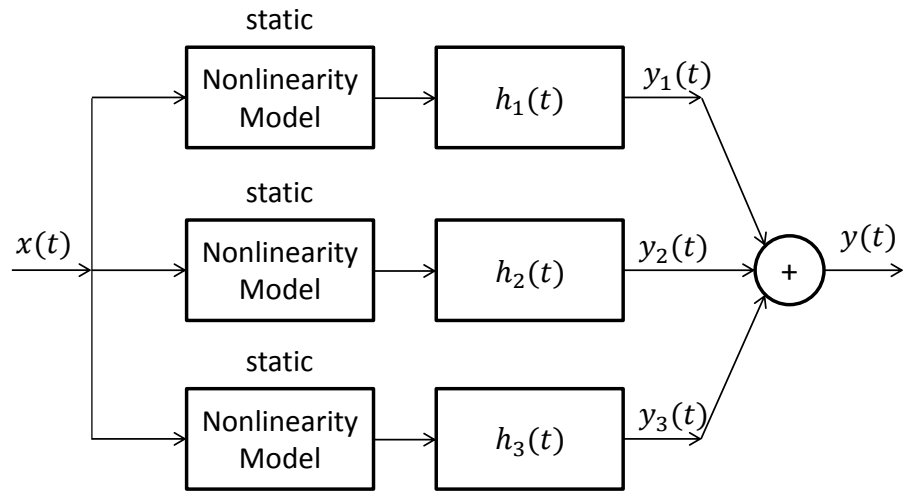 static
Nonlinearity
Model
h₁(t)
y₁(t)
x(t)
static
Nonlinearity
Model
h₂(t)
y₂(t)
+
y(t)
static
Nonlinearity
Model
h₃(t)
y₃(t)